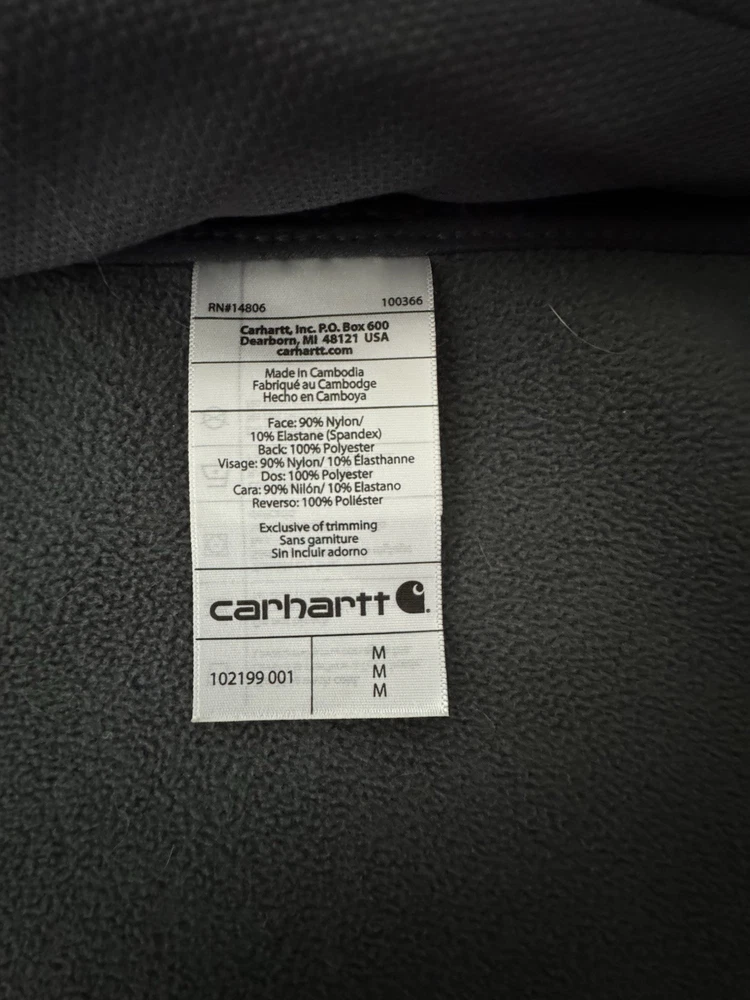 RN#14806 100366
Carhartt, Inc. P.O. Box 600
Dearborn, MI 48121 USA
carhartt.com
Made in Cambodia
Fabriqué au Cambodge
Hecho en Camboya
Face: 90% Nylon/
10% Elastane (Spandex)
Back: 100% Polyester
Visage: 90% Nylon/ 10% Élasthanne
Dos: 100% Polyester
Cara: 90% Nilón/ 10% Elastano
Reverso: 100% Poliéster
Exclusive of trimming
Sans garniture
Sin incluir adorno
carhartt
102199 001
M
M
M